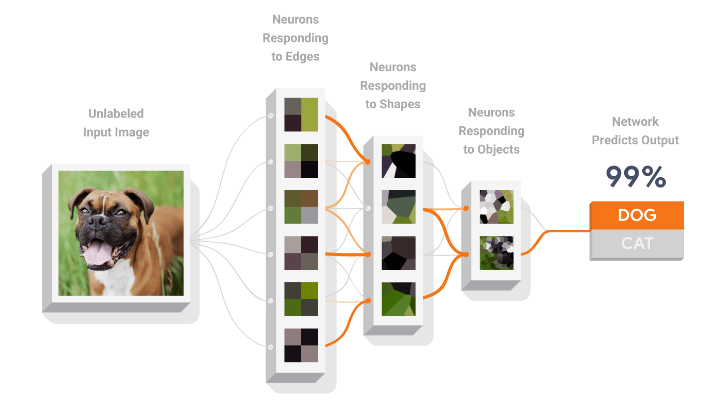 Unlabeled
Input Image
Neurons
Responding
to Edges
Neurons
Responding
to Shapes
Neurons
Responding
to Objects
Network
Predicts Output
99%
DOG
CAT